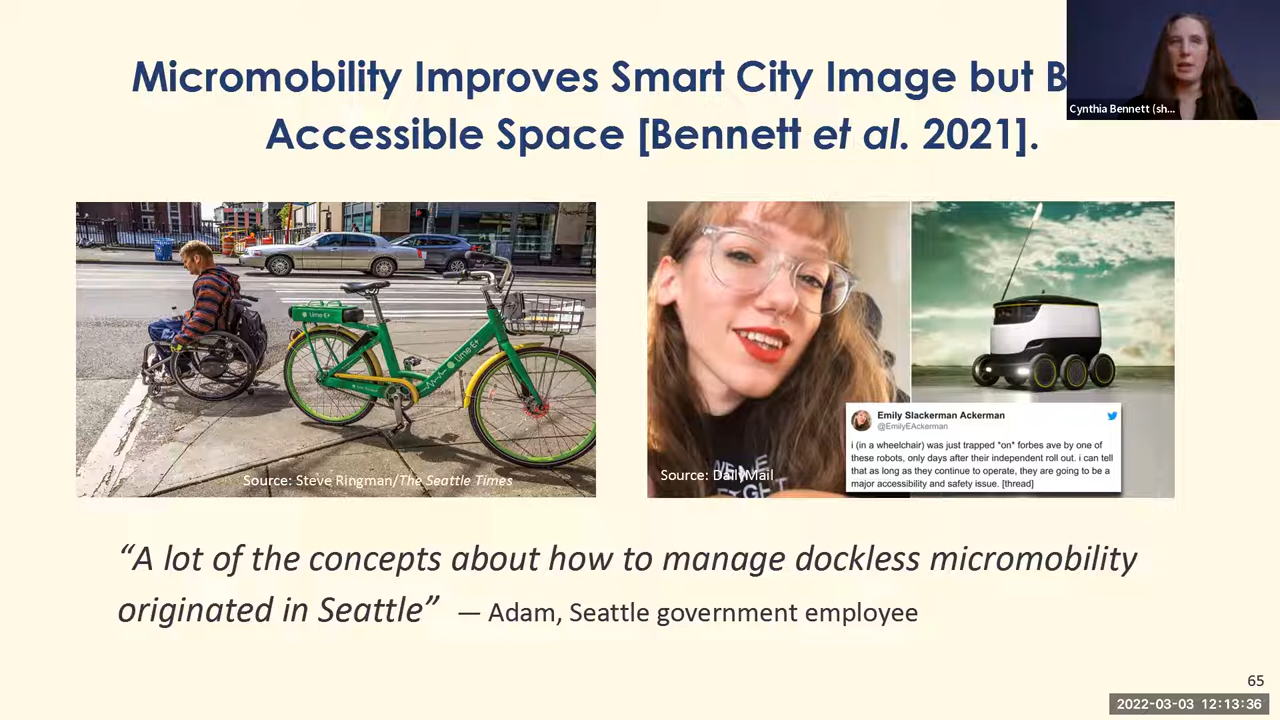 Micromobility Improves Smart City Image but B
Cynthia Bennett (sh...
Accessible Space [Bennett et al. 2021].
Lime-E+
Lime-E+
Source: Steve Ringman/The Seattle Times
Emily Slackerman Ackerman
@EmilyEAckerman
i (in a wheelchair) was just trapped *on* forbes ave by one of
these robots, only days after their independent roll out. i can tell
that as long as they continue to operate, they are going to be a
major accessibility and safety issue. [thread]
Source: DailyMail
“A lot of the concepts about how to manage dockless micromobility
originated in Seattle” — Adam, Seattle government employee
65
2022-03-03 12:13:36